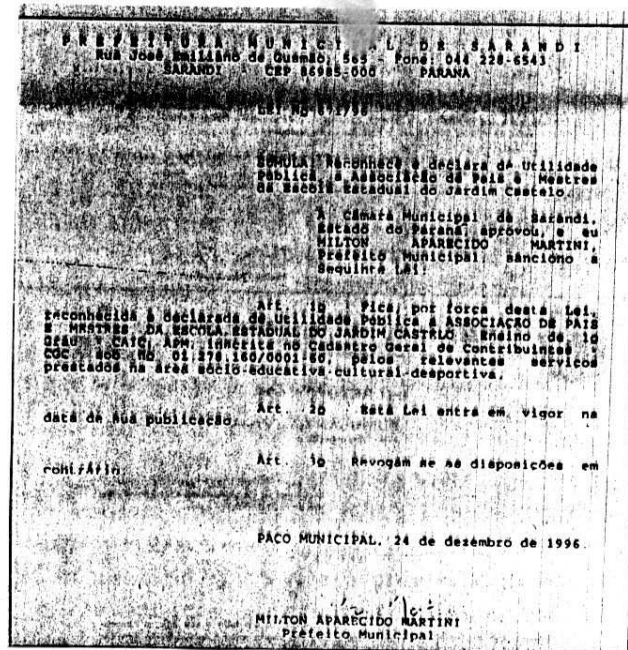 PREFEITURA MUNICIPAL DE SARANDI
Rua José Emiliano de Gusmão, 565 - Fone: 044 228-6543
SARANDI CEP 86985-000 PARANA
LEI No
SUMULA: Reconhece e declara de Utilidade
Pública a Associação de Pais e Mestres
da Escola Estadual do Jardim Castelo.
A Câmara Municipal de Sarandi,
Estado do Paraná, aprovou, e eu
MILTON APARECIDO MARTINI,
Prefeito Municipal, sanciono a
seguinte Lei:
Art. 1o Fica, por força desta Lei,
reconhecida e declarada de Utilidade Pública a ASSOCIAÇÃO DE PAIS
E MESTRES DA ESCOLA ESTADUAL DO JARDIM CASTELO - Ensino de 1o
Grau - CAIC, APM, inscrita no Cadastro Geral de Contribuintes -
CGC, sob no 01.278.160/0001-60, pelos relevantes serviços
prestados na área sócio-educativa-cultural-desportiva.
Art. 2o Esta Lei entra em vigor na
data de sua publicação.
Art. 3o Revogam se as disposições em
contrário.
PAÇO MUNICIPAL, 24 de dezembro de 1996.
MILTON APARECIDO MARTINI
Prefeito Municipal